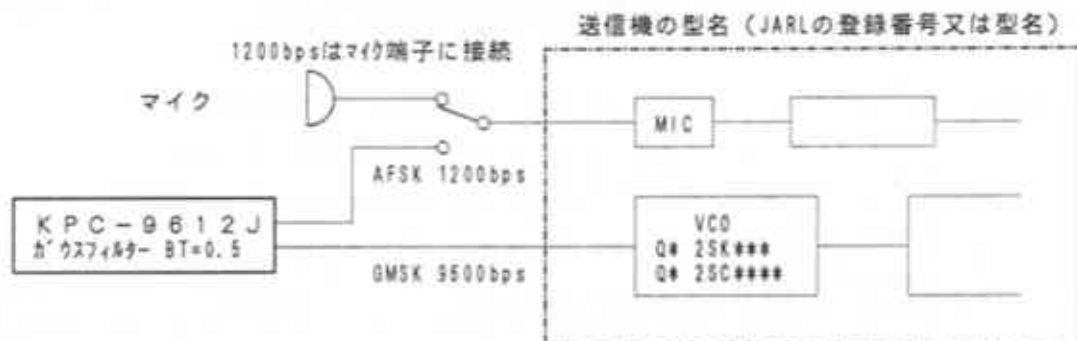 送信機の型名（JARLの登録番号又は型名）
1200bpsはマイク端子に接続
マイク
MIC
AFSK 1200bps
KPC-9612J
ガウスフィルター BT=0.5
VCO
Q* 2SK***
Q* 2SC****
GMSK 9600bps